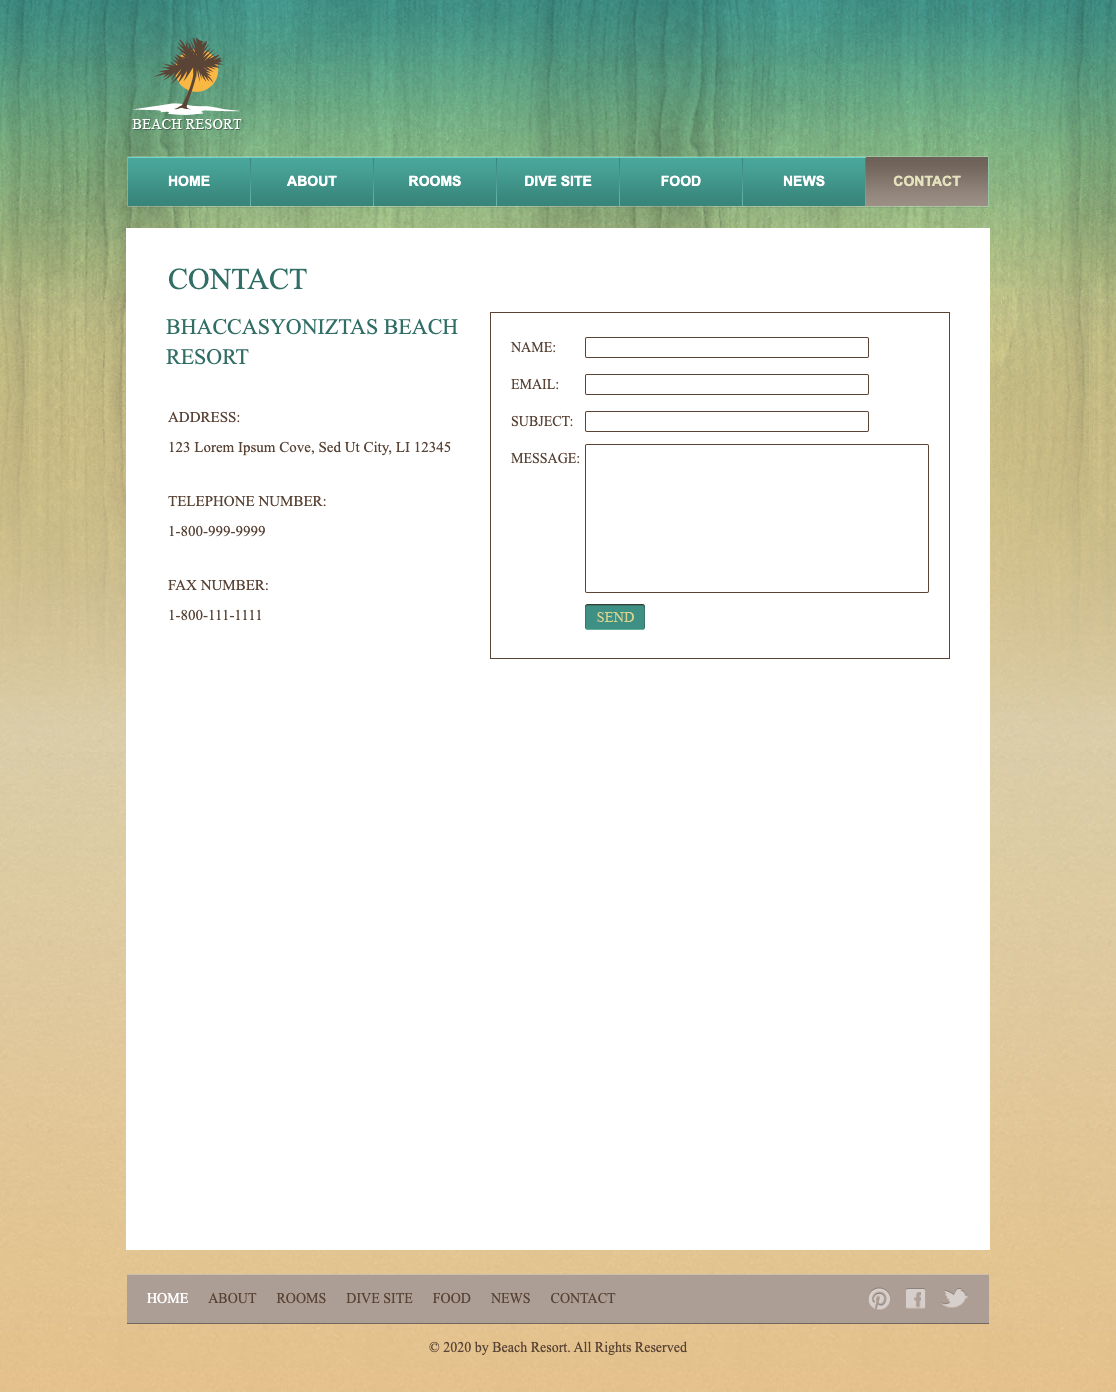 BEACH RESORT
HOME ABOUT ROOMS DIVE SITE FOOD NEWS CONTACT
CONTACT
BHACCASYONIZTAS BEACH
RESORT
ADDRESS:
123 Lorem Ipsum Cove, Sed Ut City, LI 12345
TELEPHONE NUMBER:
1-800-999-9999
FAX NUMBER:
1-800-111-1111
NAME:
EMAIL:
SUBJECT:
MESSAGE:
SEND
HOME ABOUT ROOMS DIVE SITE FOOD NEWS CONTACT
© 2020 by Beach Resort. All Rights Reserved